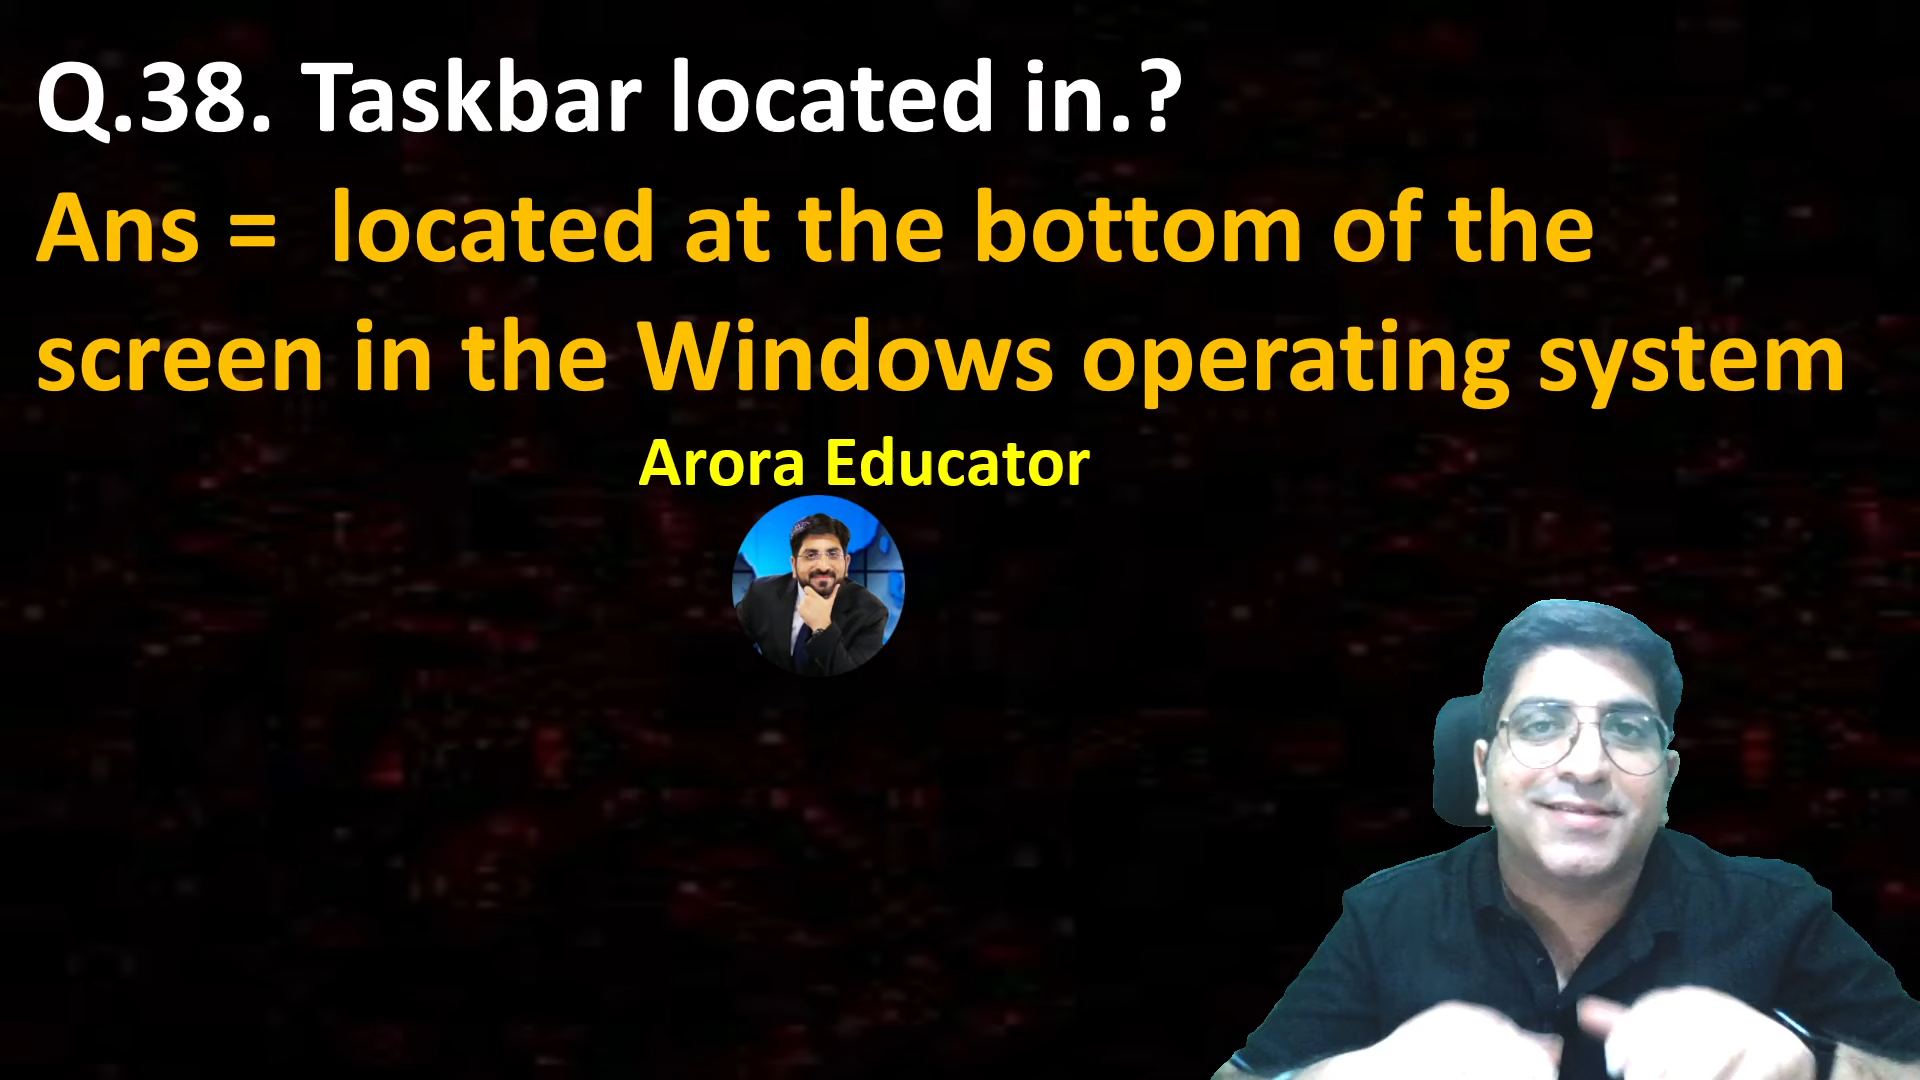 Q.38. Taskbar located in.?
Ans =  located at the bottom of the
screen in the Windows operating system
Arora Educator